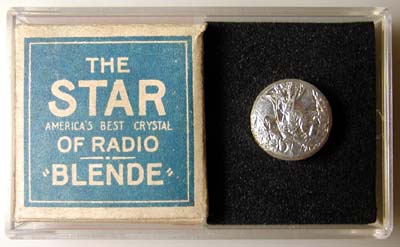 THE
STAR
AMERICA'S BEST CRYSTAL
OF RADIO
"BLENDE"